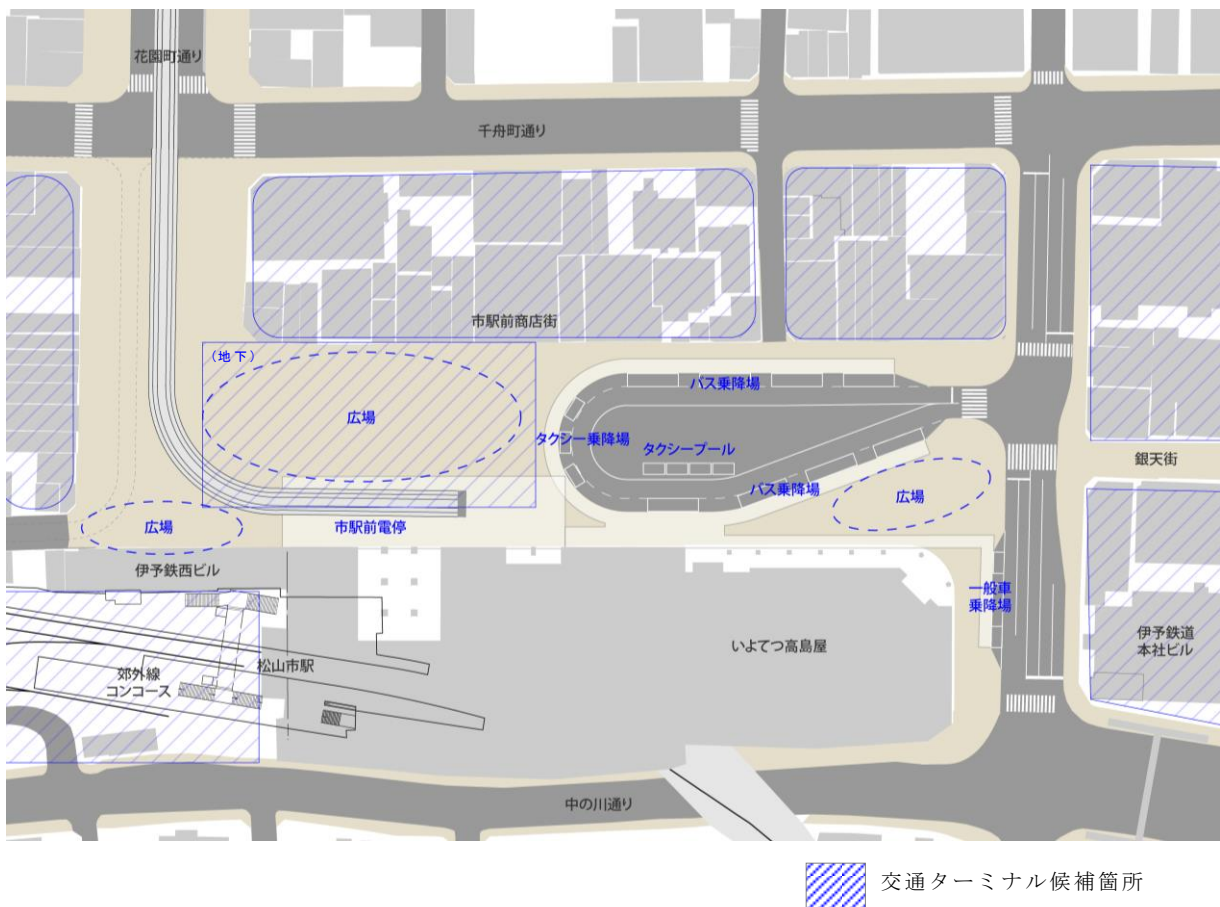 花園町通り
千舟町通り
市駅前商店街
（地下）
広場
バス乗降場
タクシー乗降場
タクシープール
バス乗降場
広場
銀天街
広場
市駅前電停
伊予鉄西ビル
一般車
乗降場
いよてつ高島屋
伊予鉄道
本社ビル
松山市駅
郊外線
コンコース
中の川通り
交通ターミナル候補箇所